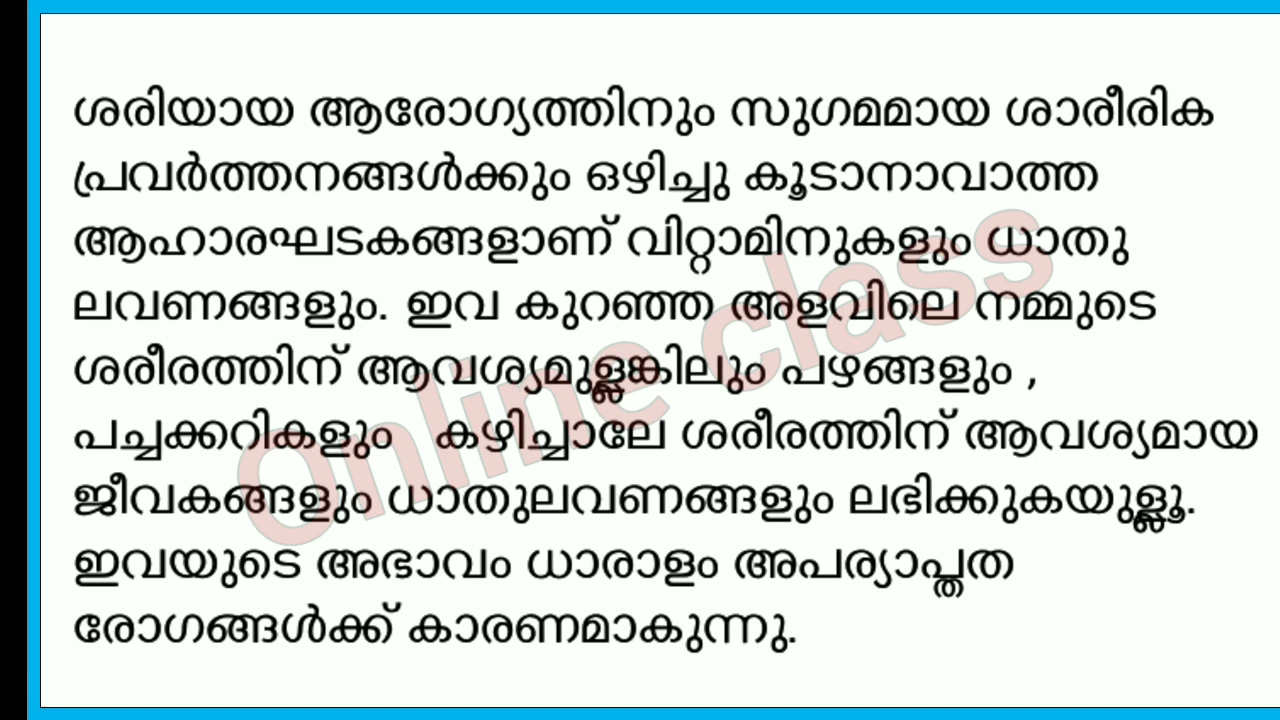 ശരിയായ ആരോഗ്യത്തിനും സുഗമമായ ശാരീരിക
പ്രവർത്തനങ്ങൾക്കും ഒഴിച്ചു കൂടാനാവാത്ത
ആഹാരഘടകങ്ങളാണ് വിറ്റാമിനുകളും ധാതു
ലവണങ്ങളും. ഇവ കുറഞ്ഞ അളവിലെ നമ്മുടെ
ശരീരത്തിന് ആവശ്യമുള്ളങ്കിലും പഴങ്ങളും ,
പച്ചക്കറികളും കഴിച്ചാലേ ശരീരത്തിന് ആവശ്യമായ
ജീവകങ്ങളും ധാതുലവണങ്ങളും ലഭിക്കുകയുള്ളൂ.
ഇവയുടെ അഭാവം ധാരാളം അപര്യാപ്തത
രോഗങ്ങൾക്ക് കാരണമാകുന്നു.
Online class